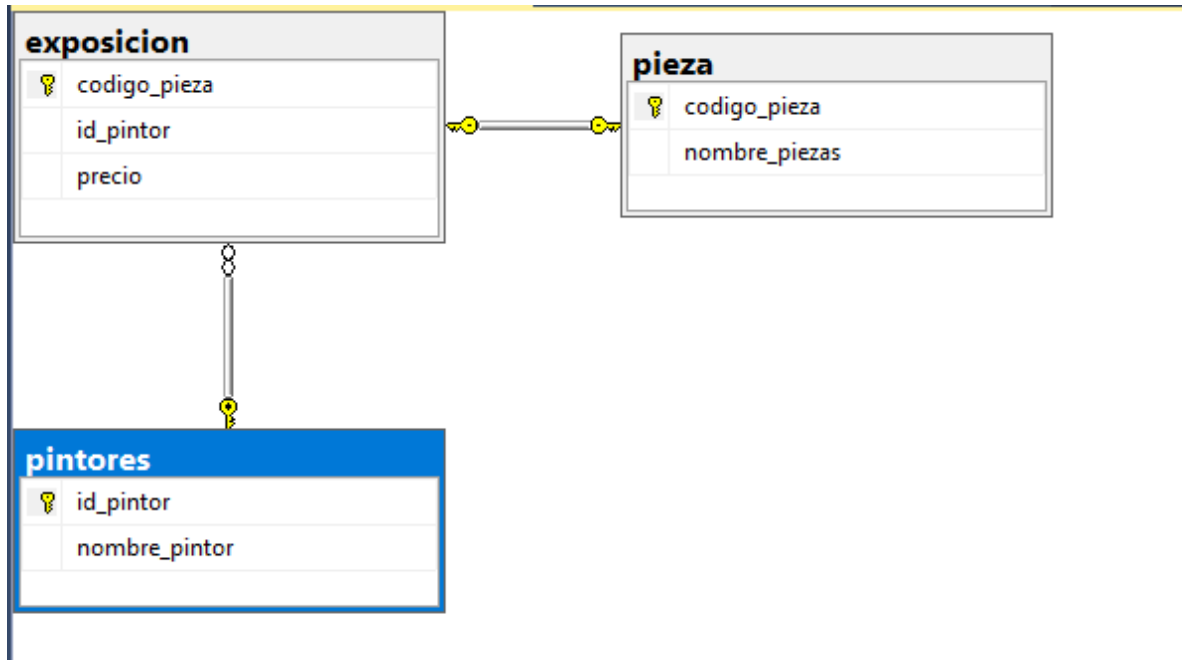 exposicion
codigo_pieza
id_pintor
precio
pieza
codigo_pieza
nombre_piezas
pintores
id_pintor
nombre_pintor